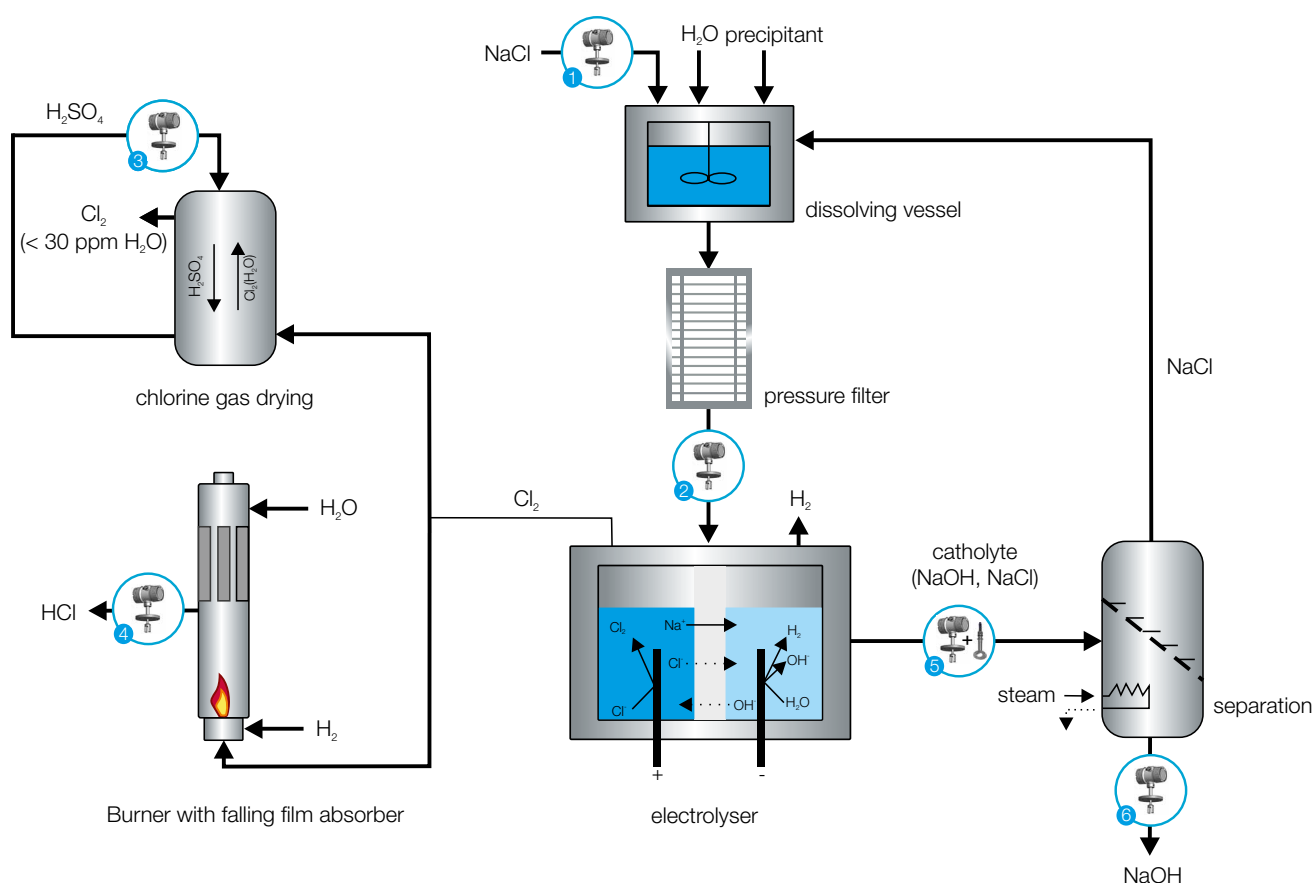 NaCl
1
H₂O precipitant
H₂SO₄
3
Cl₂
(< 30 ppm H₂O)
H₂SO₄
Cl₂(H₂O)
dissolving vessel
chlorine gas drying
pressure filter
NaCl
2
H₂O
Cl₂
H₂
catholyte
(NaOH, NaCl)
HCl
4
Cl₂
Na⁺
H₂
Cl⁻
OH⁻
5
Cl⁻
OH⁻
H₂O
+
steam
separation
H₂
+
-
6
Burner with falling film absorber
electrolyser
NaOH